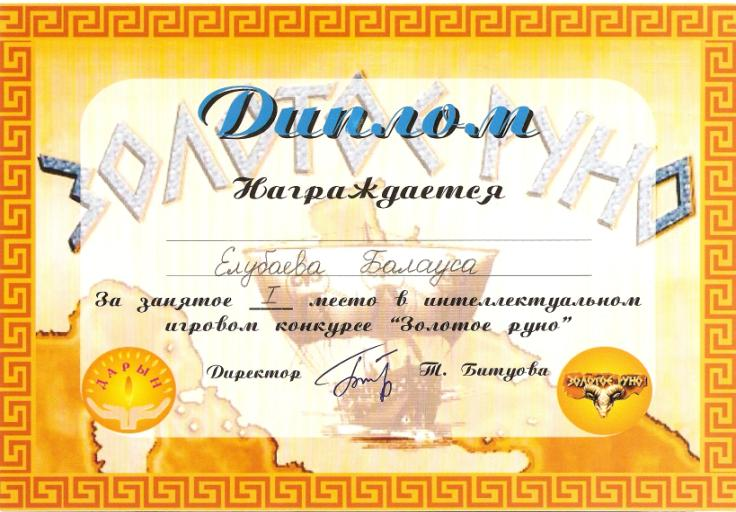 ЗОЛОТОЕ РУНО
Диплом
Награждается
Елубаева Балауса
За занятое I место в интеллектуальном
игровом конкурсе "Золотое руно"
Директор Т. Битуова
ДАРЫН
ЗОЛОТОЕ РУНО